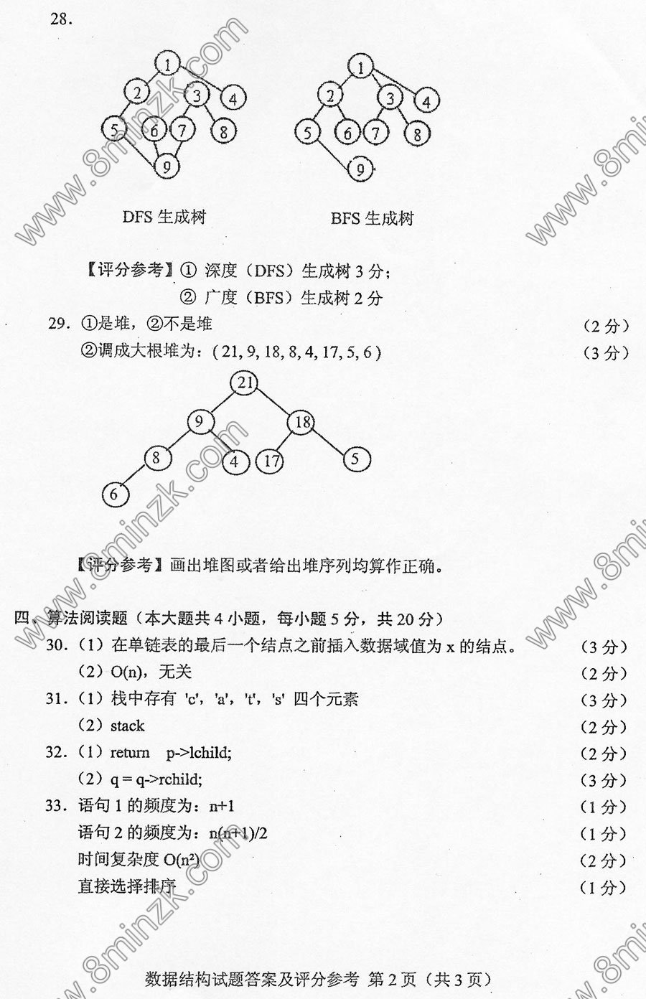 28.
1
1
2
3
4
2
3
4
5
6
7
8
5
6
7
8
9
9
DFS 生成树
BFS 生成树
【评分参考】① 深度（DFS）生成树 3 分；
② 广度（BFS）生成树 2 分
29. ①是堆，②不是堆 （2 分）
②调成大根堆为：( 21, 9, 18, 8, 4, 17, 5, 6 ) （3 分）
21
9
18
8
4
17
5
6
【评分参考】画出堆图或者给出堆序列均算作正确。
四、算法阅读题（本大题共 4 小题，每小题 5 分，共 20 分）
30.（1）在单链表的最后一个结点之前插入数据域值为 x 的结点。 （3 分）
（2）O(n)，无关 （2 分）
31.（1）栈中存有 'c'，'a'，'t'，'s' 四个元素 （3 分）
（2）stack （2 分）
32.（1）return p->lchild; （2 分）
（2）q = q->rchild; （3 分）
33. 语句 1 的频度为：n+1 （1 分）
语句 2 的频度为：n(n+1)/2 （1 分）
时间复杂度 O(n²) （2 分）
直接选择排序 （1 分）
数据结构试题答案及评分参考 第 2 页（共 3 页）
www.8minzk.com
www.8minzk.com
www.8minzk.com
www.8min
www.8min
www.8min